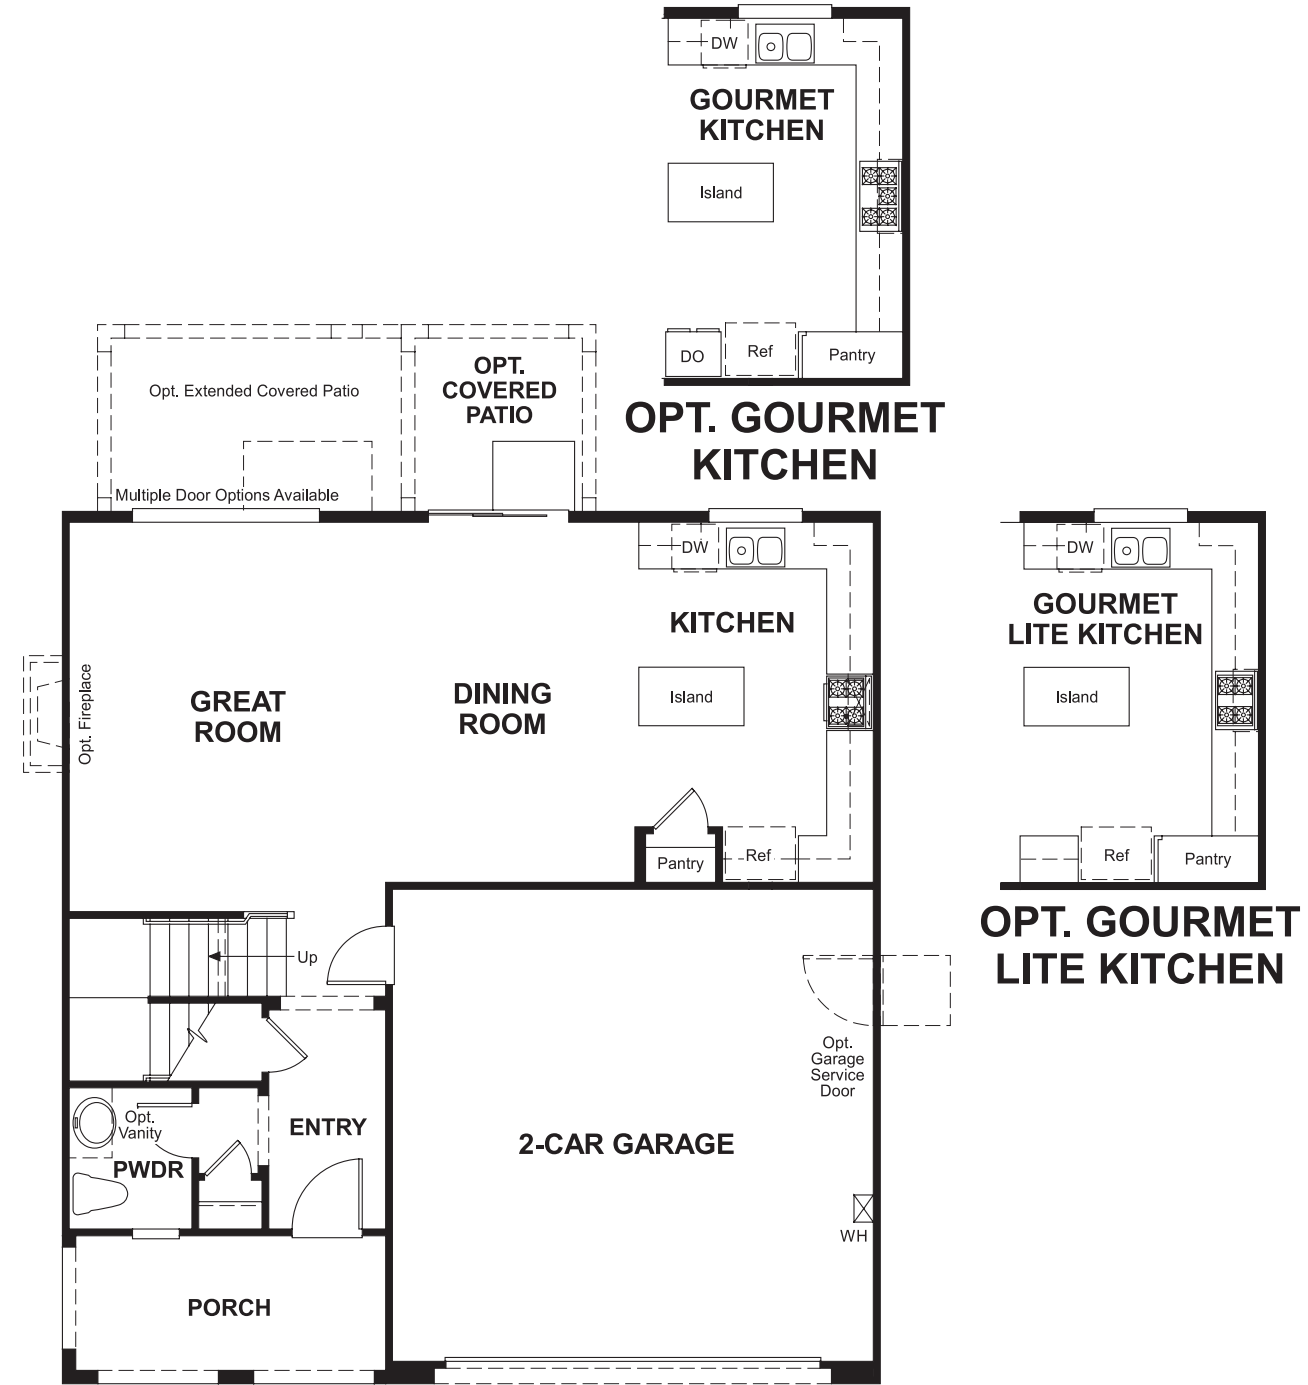 DW
GOURMET
KITCHEN
Island
DO
Ref
Pantry
OPT. GOURMET
KITCHEN
Opt. Extended Covered Patio
OPT.
COVERED
PATIO
Multiple Door Options Available
DW
KITCHEN
Island
Pantry
Ref
GREAT
ROOM
DINING
ROOM
Opt. Fireplace
DW
GOURMET
LITE KITCHEN
Island
Ref
Pantry
OPT. GOURMET
LITE KITCHEN
Up
Opt.
Garage
Service
Door
Opt.
Vanity
PWDR
ENTRY
2-CAR GARAGE
WH
PORCH